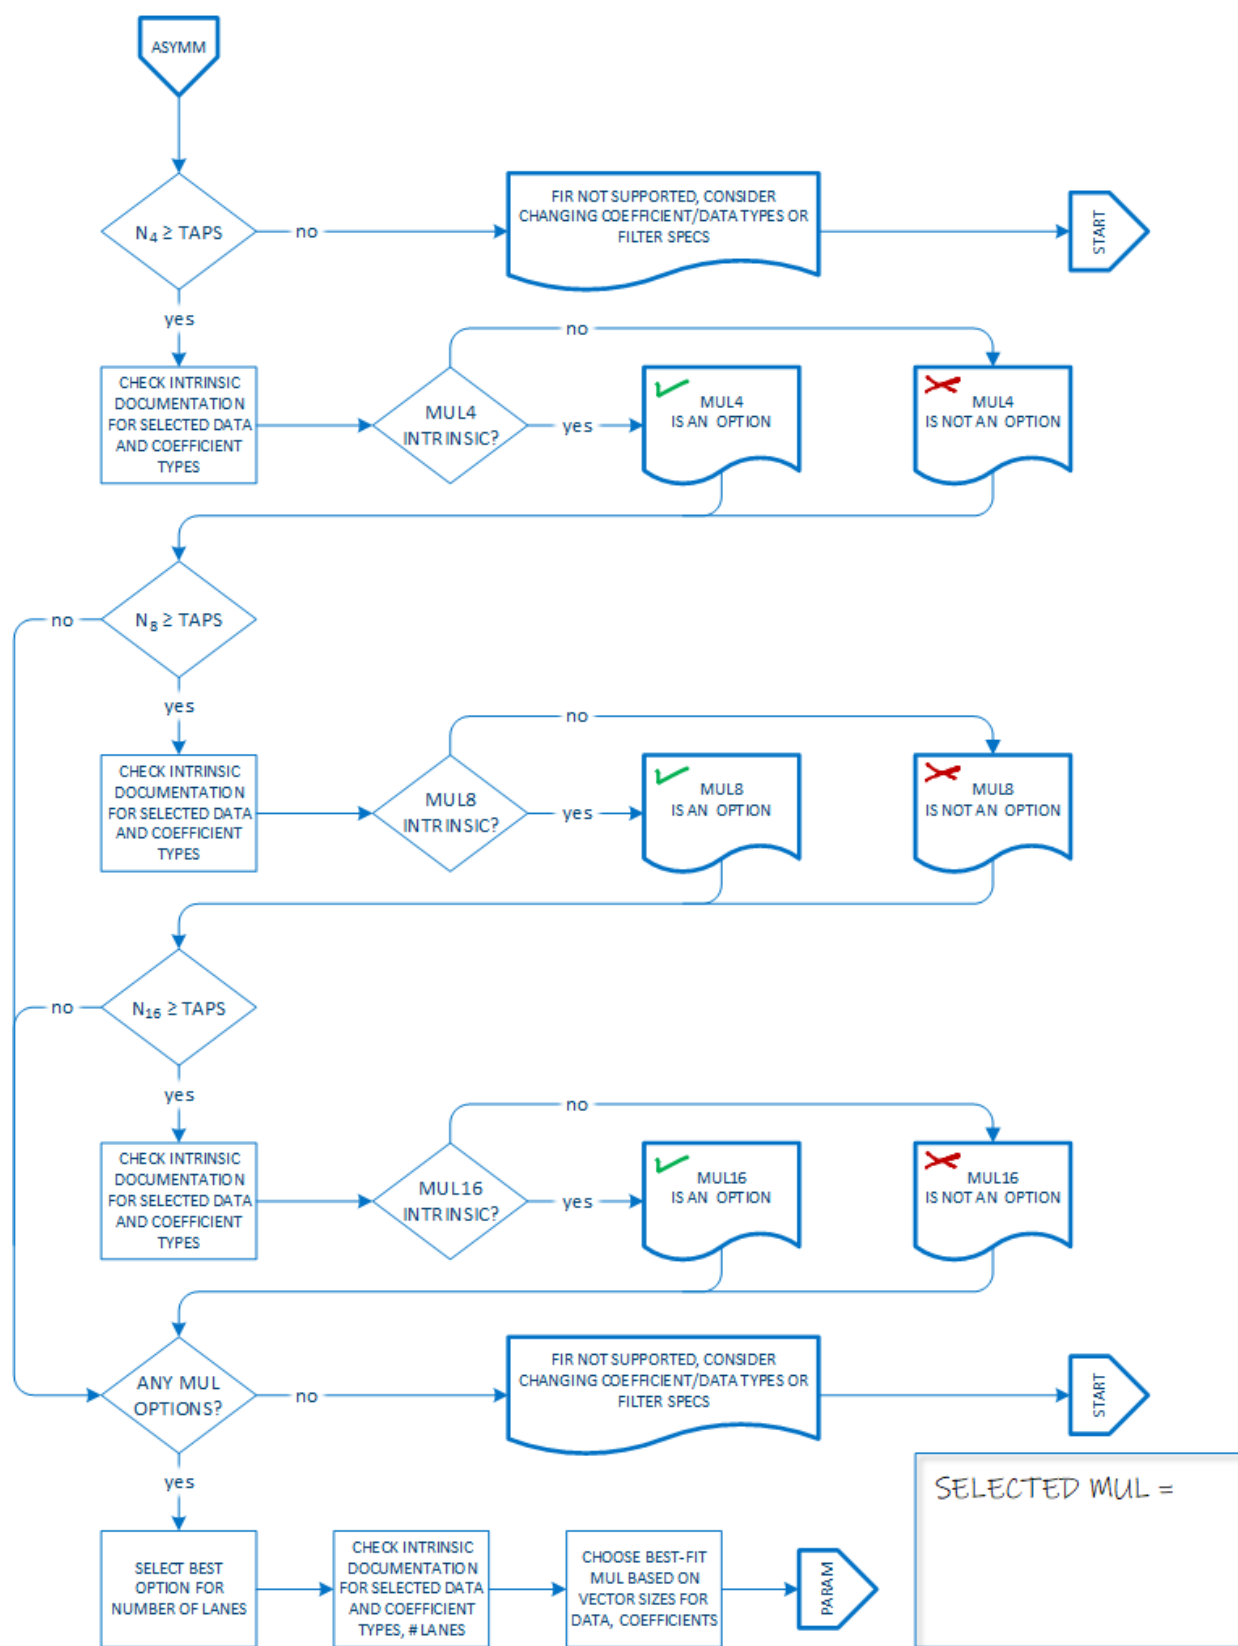 ASYMM
N4 ≥ TAPS
no
FIR NOT SUPPORTED, CONSIDER
CHANGING COEFFICIENT/DATA TYPES OR
FILTER SPECS
START
yes
no
CHECK INTRINSIC
DOCUMENTATION
FOR SELECTED DATA
AND COEFFICIENT
TYPES
MUL4
INTRINSIC?
yes
MUL4
IS AN OPTION
MUL4
IS NOT AN OPTION
N8 ≥ TAPS
no
yes
no
CHECK INTRINSIC
DOCUMENTATION
FOR SELECTED DATA
AND COEFFICIENT
TYPES
MUL8
INTRINSIC?
yes
MUL8
IS AN OPTION
MUL8
IS NOT AN OPTION
N16 ≥ TAPS
no
yes
no
CHECK INTRINSIC
DOCUMENTATION
FOR SELECTED DATA
AND COEFFICIENT
TYPES
MUL16
INTRINSIC?
yes
MUL16
IS AN OPTION
MUL16
IS NOT AN OPTION
ANY MUL
OPTIONS?
no
FIR NOT SUPPORTED, CONSIDER
CHANGING COEFFICIENT/DATA TYPES OR
FILTER SPECS
START
yes
SELECT BEST
OPTION FOR
NUMBER OF LANES
CHECK INTRINSIC
DOCUMENTATION
FOR SELECTED DATA
AND COEFFICIENT
TYPES, # LANES
CHOOSE BEST-FIT
MUL BASED ON
VECTOR SIZES FOR
DATA, COEFFICIENTS
PARAM
SELECTED MUL =